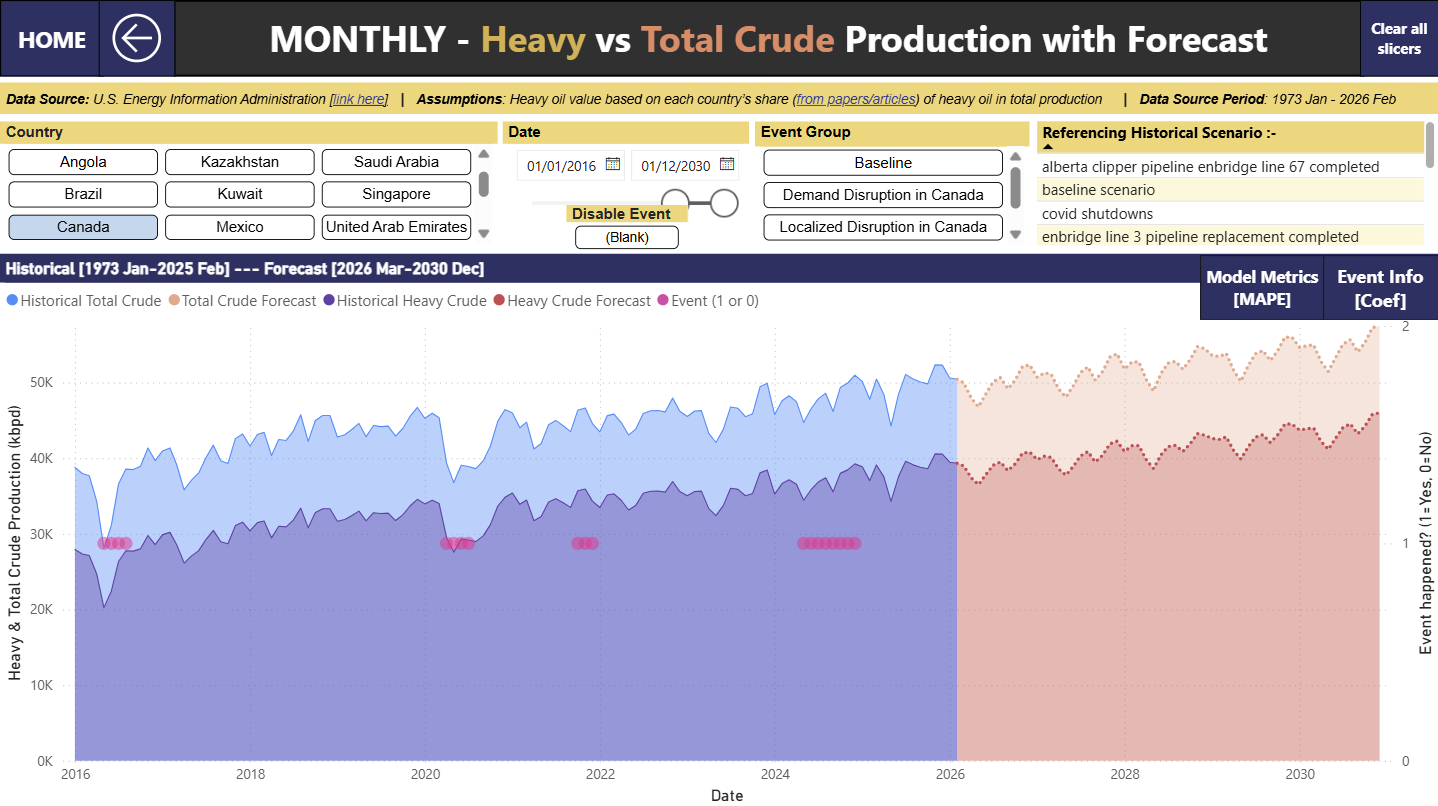 HOME
MONTHLY - Heavy vs Total Crude Production with Forecast
Clear all
slicers
Data Source: U.S. Energy Information Administration [link here] | Assumptions: Heavy oil value based on each country's share (from papers/articles) of heavy oil in total production | Data Source Period: 1973 Jan - 2026 Feb
Country
Angola
Kazakhstan
Saudi Arabia
Brazil
Kuwait
Singapore
Canada
Mexico
United Arab Emirates
Date
01/01/2016
01/12/2030
Disable Event
(Blank)
Event Group
Baseline
Demand Disruption in Canada
Localized Disruption in Canada
Referencing Historical Scenario :-
alberta clipper pipeline enbridge line 67 completed
baseline scenario
covid shutdowns
enbridge line 3 pipeline replacement completed
Historical [1973 Jan-2025 Feb] --- Forecast [2026 Mar-2030 Dec]
Model Metrics
[MAPE]
Event Info
[Coef]
Historical Total Crude
Total Crude Forecast
Historical Heavy Crude
Heavy Crude Forecast
Event (1 or 0)
Heavy & Total Crude Production (kbpd)
50K
40K
30K
20K
10K
0K
2016
2018
2020
2022
2024
2026
2028
2030
Date
2
1
0
Event happened? (1=Yes, 0=No)